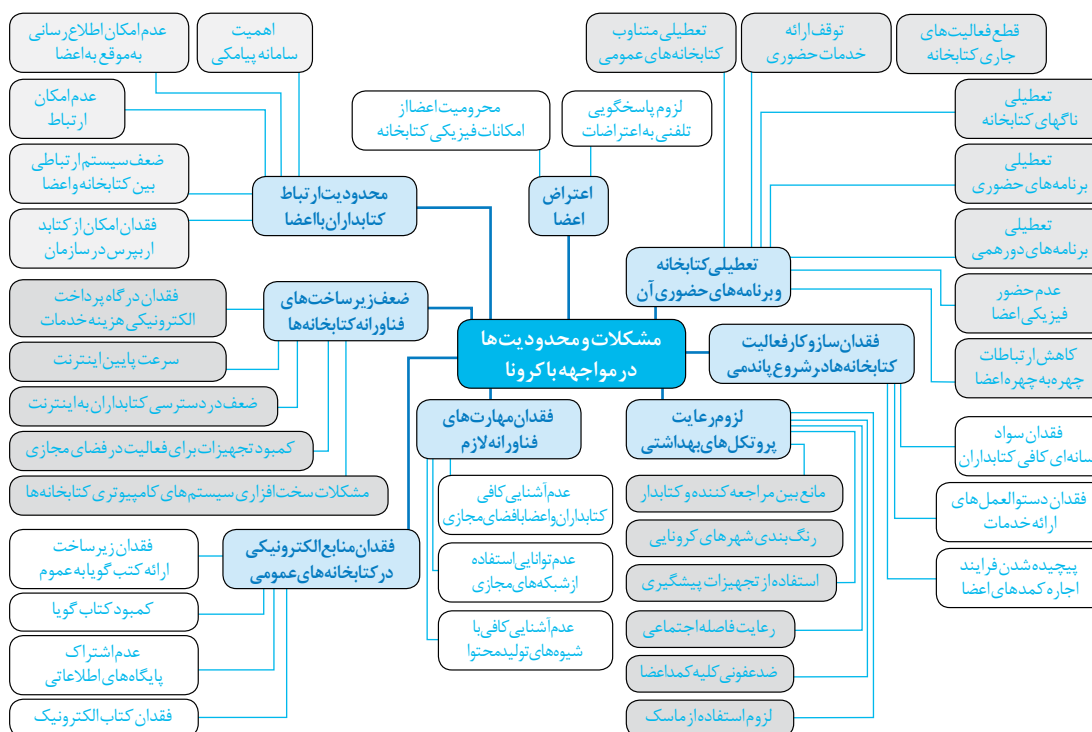 مشکلات و محدودیت‌ها
در مواجهه با کرونا
قطع فعالیت‌های
جاری کتابخانه
توقف ارائه
خدمات حضوری
تعطیلی متناوب
کتابخانه‌های عمومی
تعطیلی
ناگهای کتابخانه
تعطیلی
برنامه‌های حضوری
تعطیلی
برنامه‌های دورهمی
عدم حضور
فیزیکی اعضا
کاهش ارتباطات
چهره به چهره اعضا
تعطیلی کتابخانه
و برنامه‌های حضوری آن
لزوم پاسخگویی
تلفنی به اعتراضات
محرومیت اعضا از
امکانات فیزیکی کتابخانه
اعتراض
اعضا
اهمیت
سامانه پیامکی
عدم امکان اطلاع رسانی
به موقع به اعضا
عدم امکان
ارتباط
ضعف سیستم ارتباطی
بین کتابخانه و اعضا
فقدان امکان از کتابد
اربپرس در سازمان
محدودیت ارتباط
کتابداران با اعضا
ضعف زیرساخت‌های
فناورانه کتابخانه‌ها
فقدان درگاه پرداخت
الکترونیکی هزینه خدمات
سرعت پایین اینترنت
ضعف در دسترسی کتابداران به اینترنت
کمبود تجهیزات برای فعالیت در فضای مجازی
مشکلات سخت افزاری سیستم‌های کامپیوتری کتابخانه‌ها
فقدان سازوکار فعالیت
کتابخانه‌ها در شروع پاندمی
فقدان سواد
سانه‌ای کافی کتابداران
فقدان دستوالعمل‌های
ارائه خدمات
پیچیده شدن فرایند
اجاره کمدهای اعضا
لزوم رعایت
پروتکل‌های بهداشتی
مانع بین مراجعه کننده و کتابدار
رنگ‌بندی شهرهای کرونایی
استفاده از تجهیزات پیشگیری
رعایت فاصله اجتماعی
ضدعفونی کلیه کمد اعضا
لزوم استفاده از ماسک
فقدان مهارت‌های
فناورانه لازم
عدم آشنایی کافی
کتابداران و اعضا با فضای مجازی
عدم توانایی استفاده
از شبکه‌های مجازی
عدم آشنایی کافی با
شیوه‌های تولید محتوا
فقدان منابع الکترونیکی
در کتابخانه‌های عمومی
فقدان زیرساخت
ارائه کتب گویا به عموم
کمبود کتاب گویا
عدم اشتراک
پایگاه‌های اطلاعاتی
فقدان کتاب الکترونیک